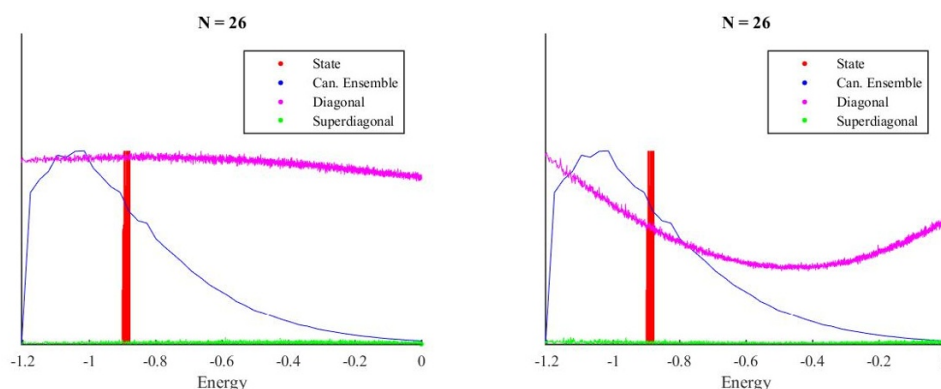 N = 26
State
Can. Ensemble
Diagonal
Superdiagonal
-1.2 -1 -0.8 -0.6 -0.4 -0.2 0
Energy
N = 26
State
Can. Ensemble
Diagonal
Superdiagonal
-1.2 -1 -0.8 -0.6 -0.4 -0.2
Energy